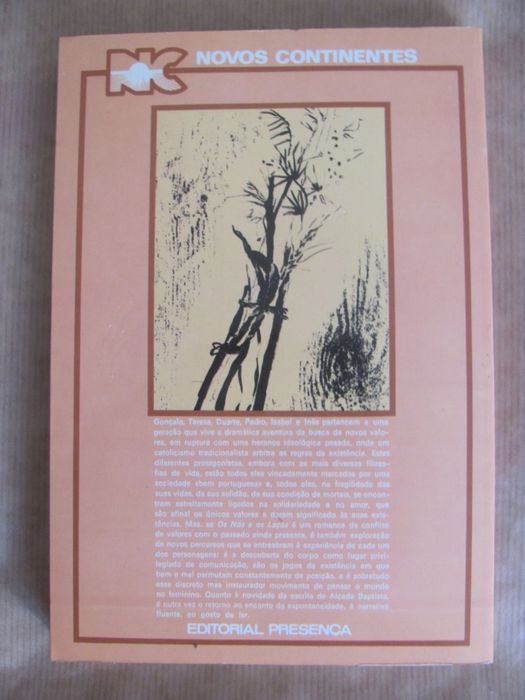 NC NOVOS CONTINENTES
Gonçalo, Teresa, Duarte, Pedro, Isabel e Inês pertencem a uma
geração que vive a dramática aventura da busca de novos valo-
res, em ruptura com uma herança ideológica pesada, onde um
catolicismo tradicionalista arbitra as regras da existência. Estes
diferentes protagonistas, embora com as mais diversas filoso-
fias de vida, estão todos eles vincadamente marcados por uma
sociedade «bem portuguesa» e, todos eles, na fragilidade das
suas vidas, da sua solidão, da sua condição de mortais, se encon-
tram estreitamente ligados na solidariedade e no amor, que
são afinal os únicos valores a darem significado às suas exis-
tências. Mas, se Os Nós e os Laços é um romance de conflito
de valores com o passado ainda presente, é também exploração
de novos percursos que se entreabrem à experiência de cada um
dos personagens: é a descoberta do corpo como lugar privi-
legiado de comunicação, são os jogos da existência em que
bem e mal permutam constantemente de posição, e é sobretudo
esse discreto mas instaurador movimento de pensar o mundo
no feminino. Quanto à novidade da escrita de Alçada Baptista,
é outra vez o retorno ao encanto da espontaneidade, à narrativa
fluente, ao gosto de ler.
EDITORIAL PRESENÇA